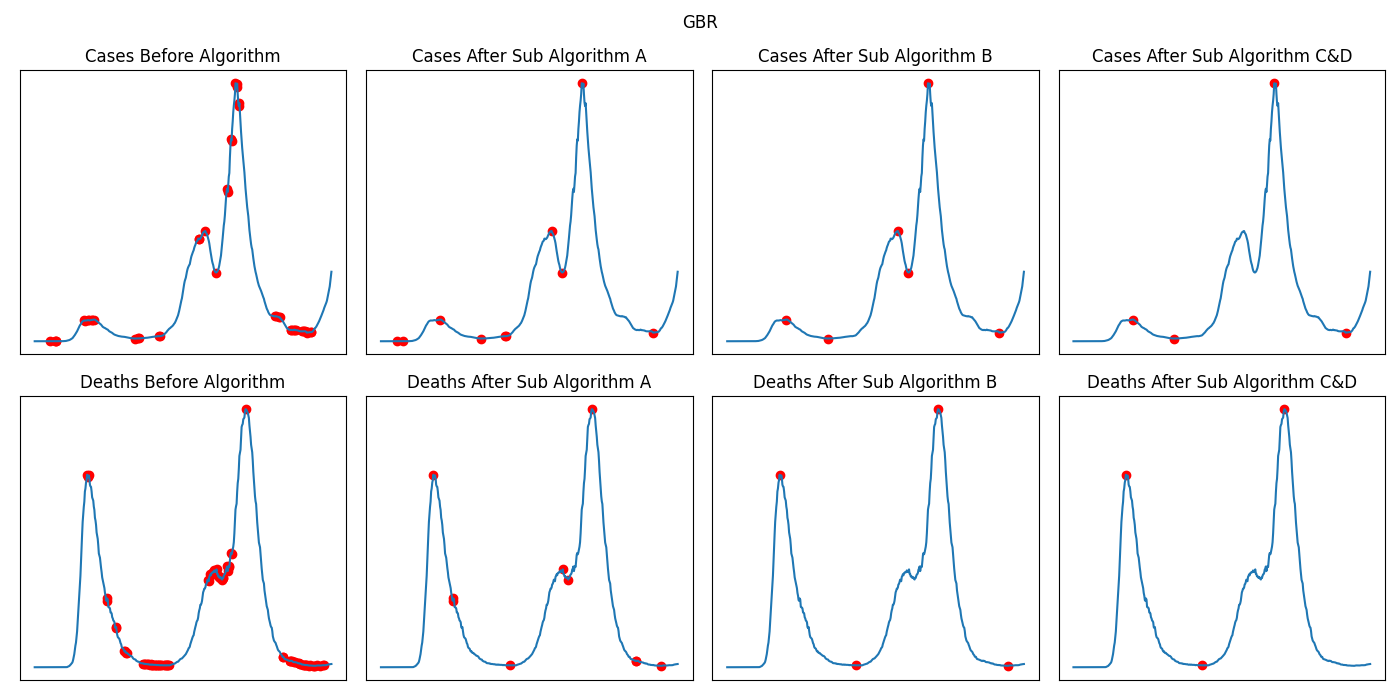 GBR
Cases Before Algorithm
Cases After Sub Algorithm A
Cases After Sub Algorithm B
Cases After Sub Algorithm C&D
Deaths Before Algorithm
Deaths After Sub Algorithm A
Deaths After Sub Algorithm B
Deaths After Sub Algorithm C&D